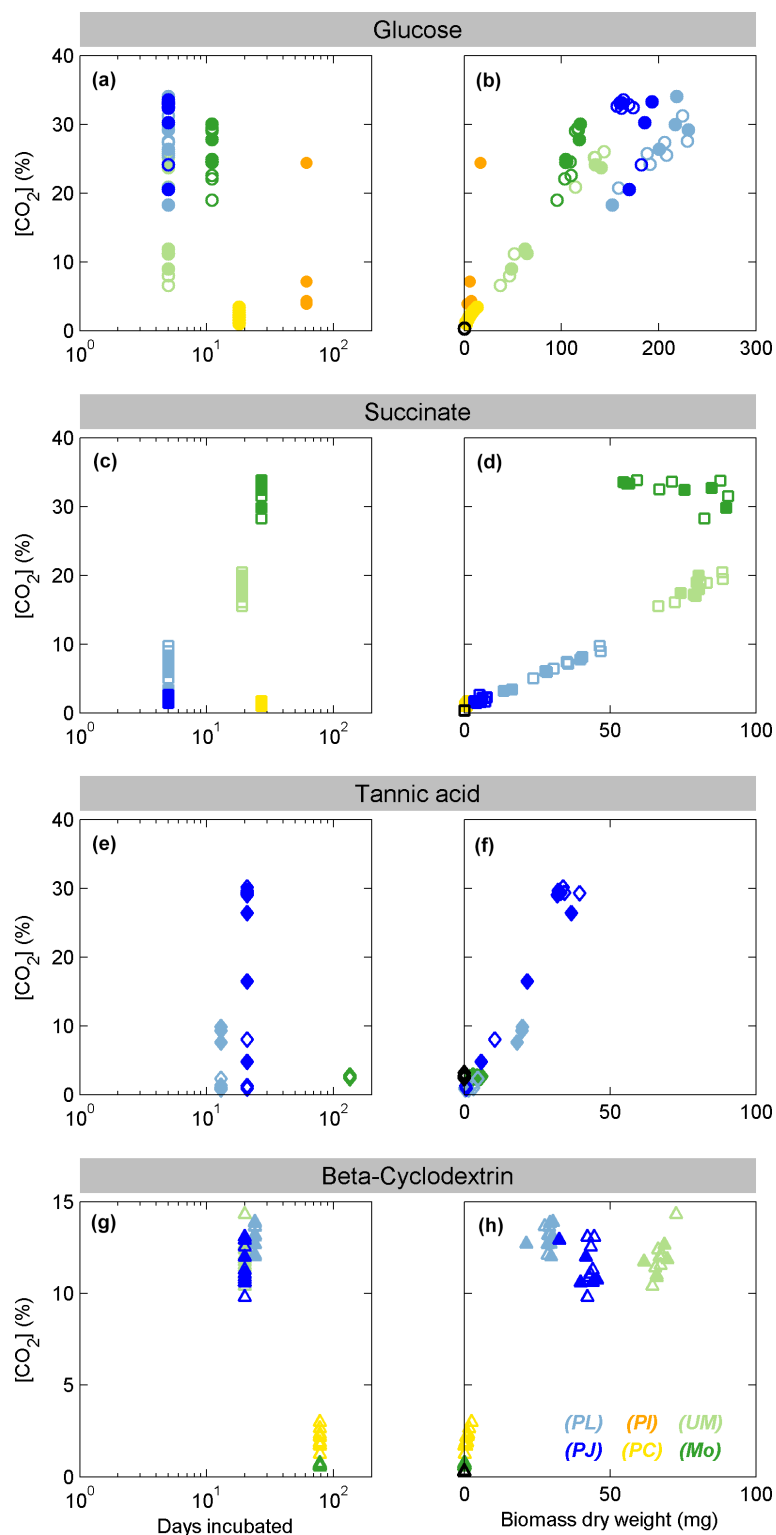 Glucose
(a) (b)
[CO2] (%)
40
30
20
10
0
10^0 10^1 10^2 0 100 200 300
Succinate
(c) (d)
[CO2] (%)
40
30
20
10
0
10^0 10^1 10^2 0 50 100
Tannic acid
(e) (f)
[CO2] (%)
40
30
20
10
0
10^0 10^1 10^2 0 50 100
Beta-Cyclodextrin
(g) (h)
[CO2] (%)
15
10
5
0
(PL) (PI) (UM)
(PJ) (PC) (Mo)
10^0 10^1 10^2 0 50 100
Days incubated Biomass dry weight (mg)